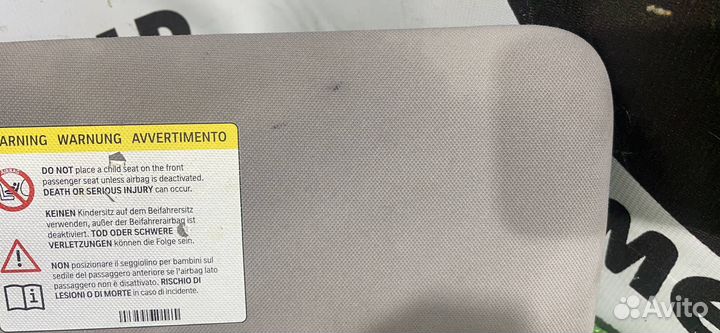 WARNING WARNUNG AVVERTIMENTO
AIRBAG
DO NOT place a child seat on the front
passenger seat unless airbag is deactivated.
DEATH OR SERIOUS INJURY can occur.
KEINEN Kindersitz auf dem Beifahrersitz
verwenden, außer der Beifahrerairbag ist
deaktiviert. TOD ODER SCHWERE
VERLETZUNGEN können die Folge sein.
NON posizionare il seggiolino per bambini sul
sedile del passaggero anteriore se l'airbag lato
passaggero non è disattivato. RISCHIO DI
LESIONI O DI MORTE in caso di incidente.
Avito